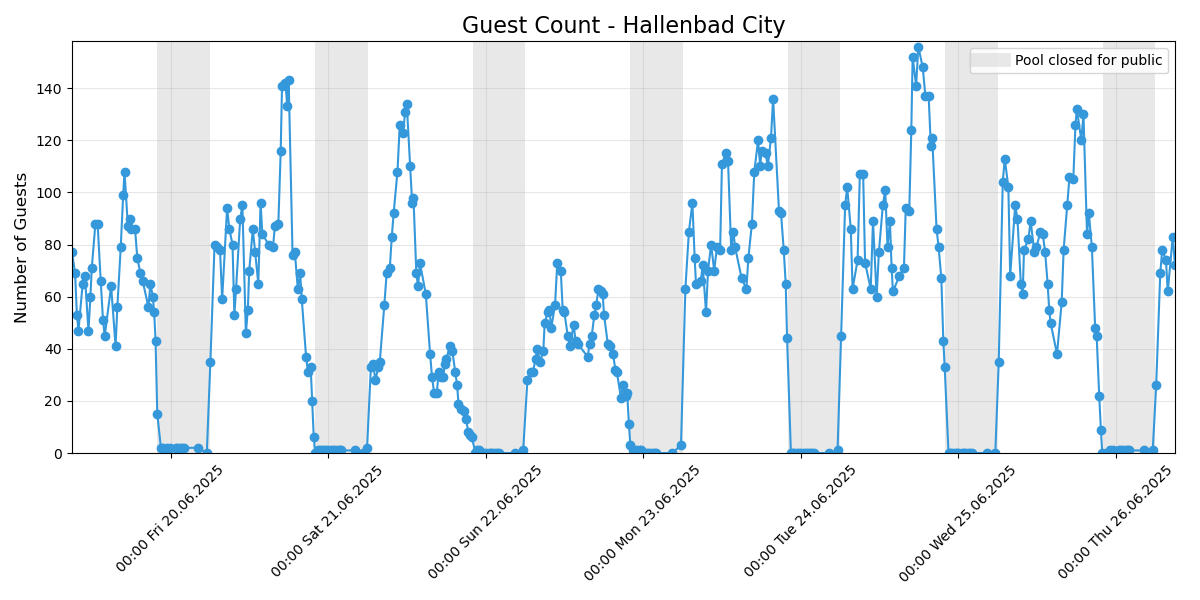 Guest Count - Hallenbad City
Pool closed for public
Number of Guests
140
120
100
80
60
40
20
0
00:00 Fri 20.06.2025
00:00 Sat 21.06.2025
00:00 Sun 22.06.2025
00:00 Mon 23.06.2025
00:00 Tue 24.06.2025
00:00 Wed 25.06.2025
00:00 Thu 26.06.2025